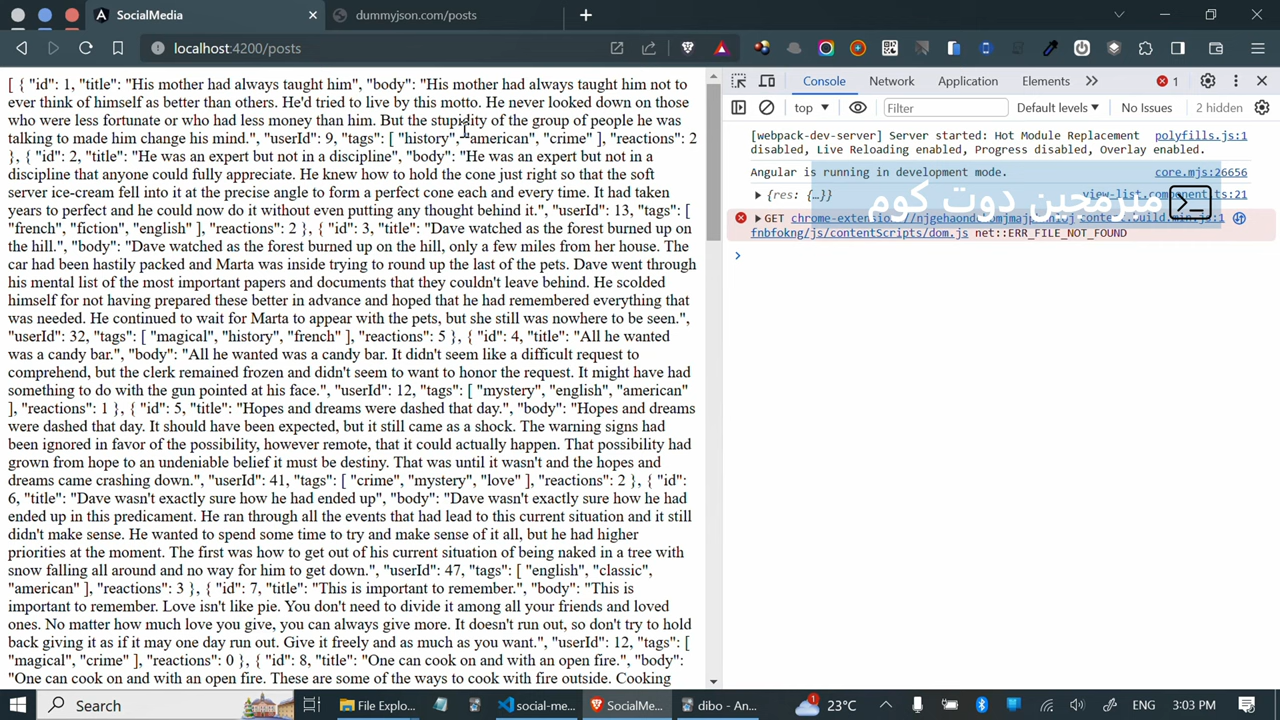 SocialMedia
dummyjson.com/posts
localhost:4200/posts
[ { "id": 1, "title": "His mother had always taught him", "body": "His mother had always taught him not to
ever think of himself as better than others. He'd tried to live by this motto. He never looked down on those
who were less fortunate or who had less money than him. But the stupidity of the group of people he was
talking to made him change his mind.", "userId": 9, "tags": [ "history", "american", "crime" ], "reactions": 2
}, { "id": 2, "title": "He was an expert but not in a discipline", "body": "He was an expert but not in a
discipline that anyone could fully appreciate. He knew how to hold the cone just right so that the soft
server ice-cream fell into it at the precise angle to form a perfect cone each and every time. It had taken
years to perfect and he could now do it without even putting any thought behind it.", "userId": 13, "tags": [
"french", "fiction", "english" ], "reactions": 2 }, { "id": 3, "title": "Dave watched as the forest burned up on
the hill.", "body": "Dave watched as the forest burned up on the hill, only a few miles from her house. The
car had been hastily packed and Marta was inside trying to round up the last of the pets. Dave went through
his mental list of the most important papers and documents that they couldn't leave behind. He scolded
himself for not having prepared these better in advance and hoped that he had remembered everything that
was needed. He continued to wait for Marta to appear with the pets, but she still was nowhere to be seen.",
"userId": 32, "tags": [ "magical", "history", "french" ], "reactions": 5 }, { "id": 4, "title": "All he wanted
was a candy bar.", "body": "All he wanted was a candy bar. It didn't seem like a difficult request to
comprehend, but the clerk remained frozen and didn't seem to want to honor the request. It might have had
something to do with the gun pointed at his face.", "userId": 12, "tags": [ "mystery", "english", "american"
], "reactions": 1 }, { "id": 5, "title": "Hopes and dreams were dashed that day.", "body": "Hopes and dreams
were dashed that day. It should have been expected, but it still came as a shock. The warning signs had
been ignored in favor of the possibility, however remote, that it could actually happen. That possibility had
grown from hope to an undeniable belief it must be destiny. That was until it wasn't and the hopes and
dreams came crashing down.", "userId": 41, "tags": [ "crime", "mystery", "love" ], "reactions": 2 }, { "id":
6, "title": "Dave wasn't exactly sure how he had ended up", "body": "Dave wasn't exactly sure how he had
ended up in this predicament. He ran through all the events that had lead to this current situation and it still
didn't make sense. He wanted to spend some time to try and make sense of it all, but he had higher
priorities at the moment. The first was how to get out of his current situation of being naked in a tree with
snow falling all around and no way for him to get down.", "userId": 47, "tags": [ "english", "classic",
"american" ], "reactions": 3 }, { "id": 7, "title": "This is important to remember.", "body": "This is
important to remember. Love isn't like pie. You don't need to divide it among all your friends and loved
ones. No matter how much love you give, you can always give more. It doesn't run out, so don't try to hold
back giving it as if it may one day run out. Give it freely and as much as you want.", "userId": 12, "tags": [
"magical", "crime" ], "reactions": 0 }, { "id": 8, "title": "One can cook on and with an open fire.", "body":
"One can cook on and with an open fire. These are some of the ways to cook with fire outside. Cooking
Console
Network
Application
Elements
1
top
Filter
Default levels
2 hidden
[webpack-dev-server] Server started: Hot Module Replacement polyfills.js:1
disabled, Live Reloading enabled, Progress disabled, Overlay enabled.
Angular is running in development mode. core.mjs:26656
{res: {…}} view-list.component.ts:21
مبرمجين دوت كوم
GET
fnbfokng/js/contentScripts/dom.js net::ERR_FILE_NOT_FOUND
Search
File Explo...
social-me...
SocialMe...
dibo - An...
1
23°C
ENG
3:03 PM